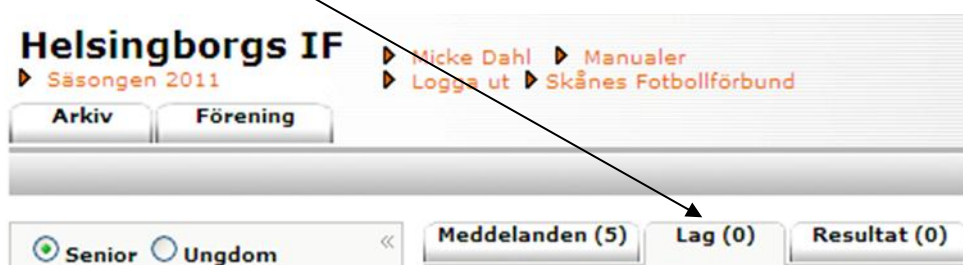 Helsingborgs IF
Micke Dahl Manualer
Säsongen 2011
Logga ut Skånes Fotbollförbund
Arkiv Förening
Senior Ungdom
Meddelanden (5) Lag (0) Resultat (0)